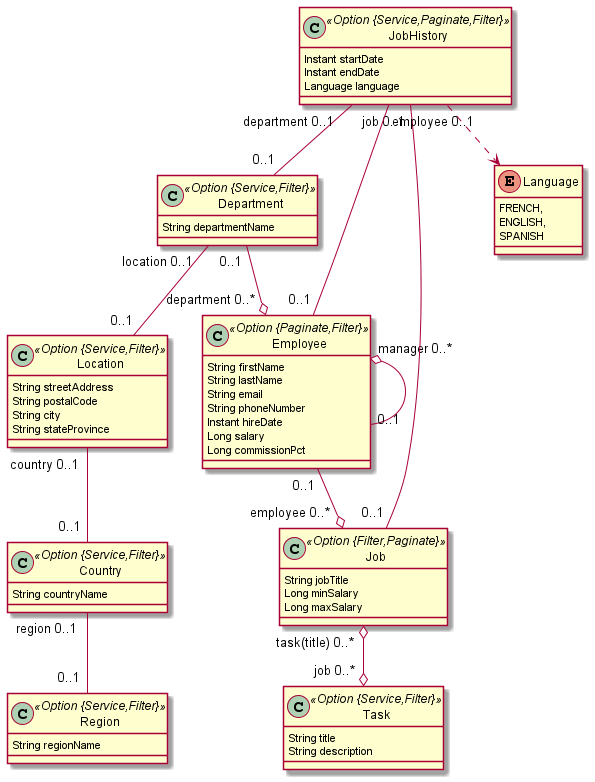 C «Option {Service,Paginate,Filter}»
JobHistory
Instant startDate
Instant endDate
Language language
department 0..1
job 0..1
employee 0..1
0..1
E Language
FRENCH,
ENGLISH,
SPANISH
C «Option {Service,Filter}»
Department
String departmentName
location 0..1
0..1
department 0..*
0..1
0..1
C «Option {Service,Filter}»
Location
String streetAddress
String postalCode
String city
String stateProvince
C «Option {Paginate,Filter}»
Employee
String firstName
String lastName
String email
String phoneNumber
Instant hireDate
Long salary
Long commissionPct
manager 0..*
0..1
country 0..1
0..1
0..1
employee 0..*
0..1
C «Option {Service,Filter}»
Country
String countryName
C «Option {Filter,Paginate}»
Job
String jobTitle
Long minSalary
Long maxSalary
region 0..1
0..1
task(title) 0..*
job 0..*
C «Option {Service,Filter}»
Region
String regionName
C «Option {Service,Filter}»
Task
String title
String description